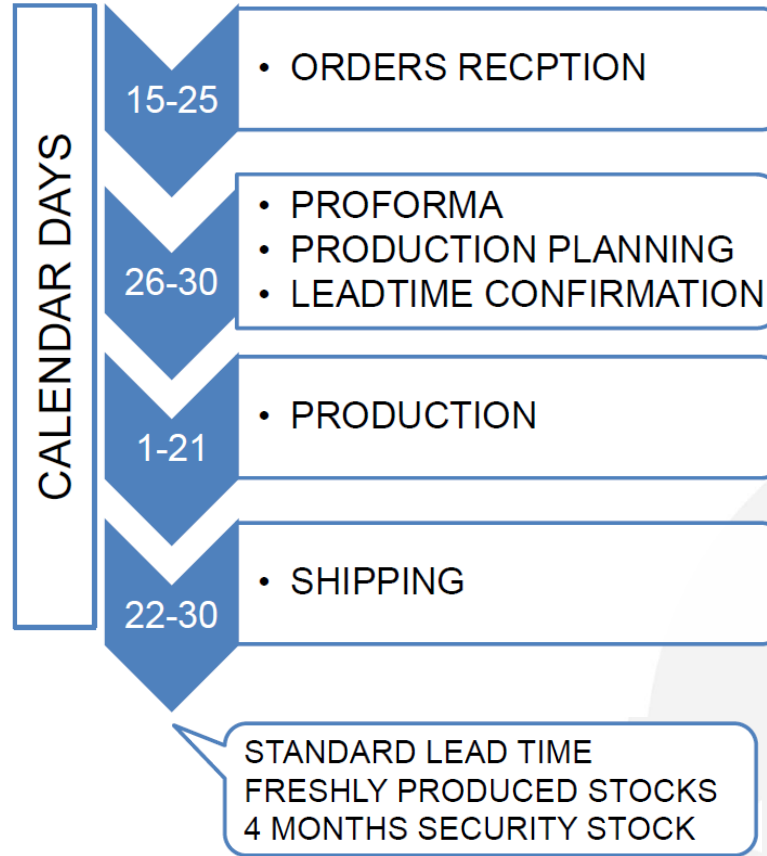 CALENDAR DAYS
15-25
• ORDERS RECPTION
26-30
• PROFORMA
• PRODUCTION PLANNING
• LEADTIME CONFIRMATION
1-21
• PRODUCTION
22-30
• SHIPPING
STANDARD LEAD TIME
FRESHLY PRODUCED STOCKS
4 MONTHS SECURITY STOCK